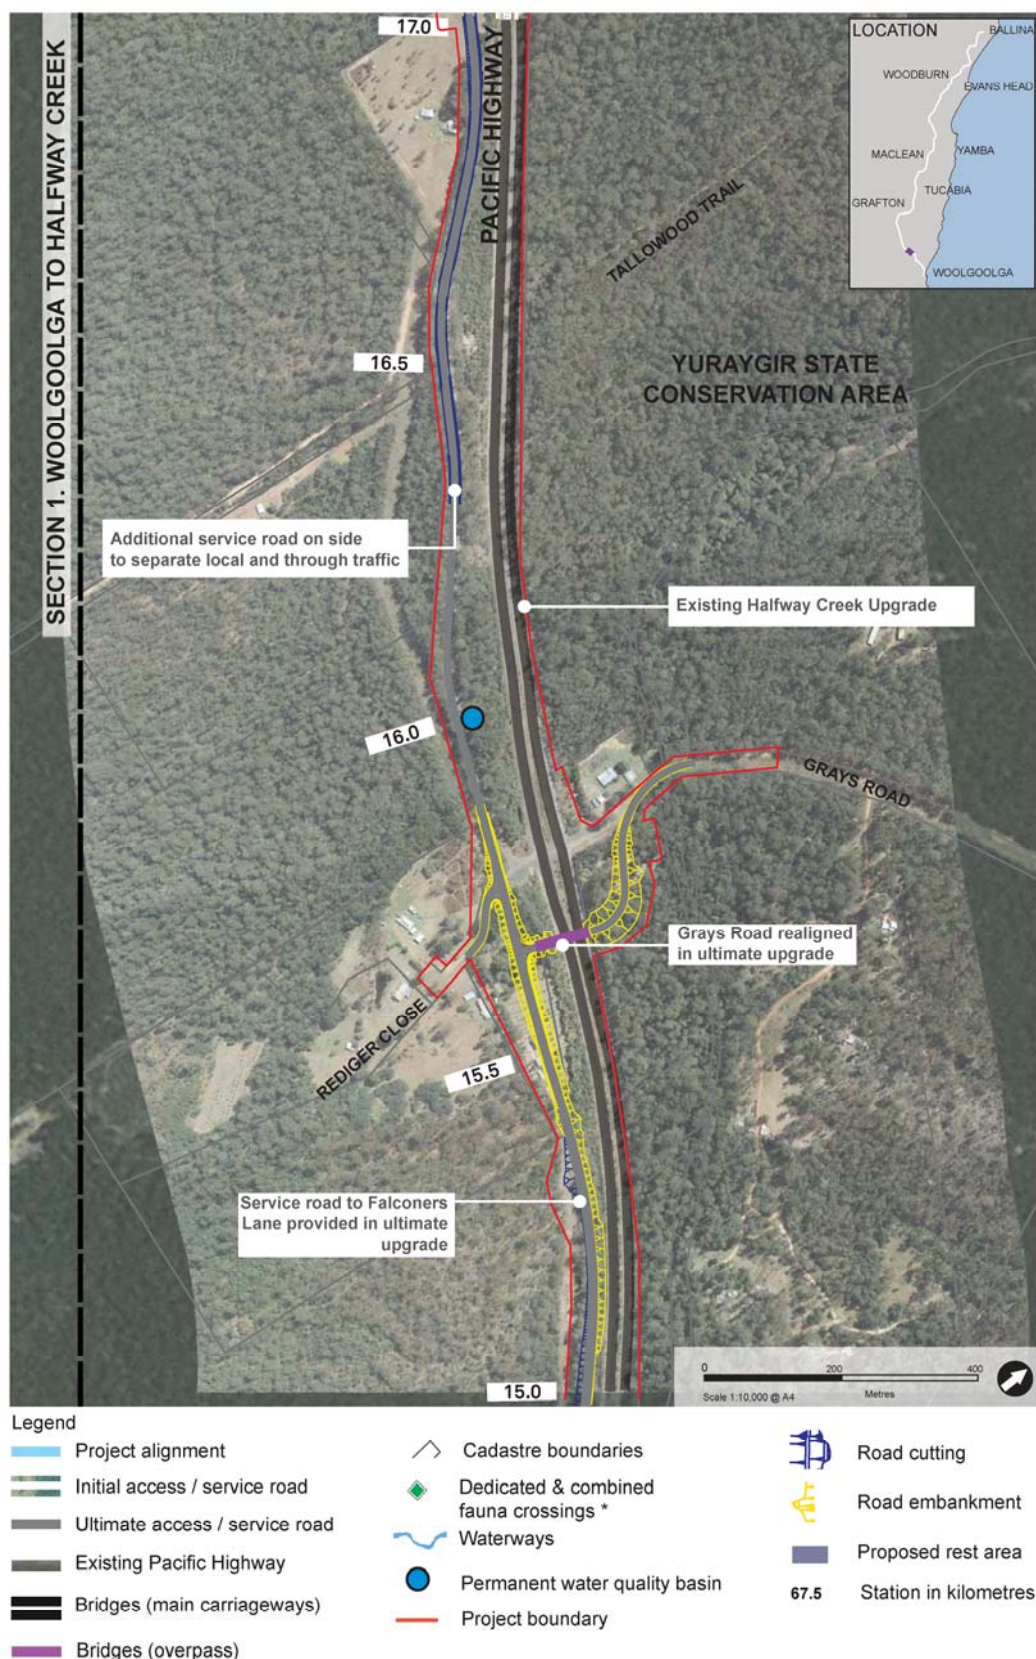 SECTION 1. WOOLGOOLGA TO HALFWAY CREEK
17.0
PACIFIC HIGHWAY
LOCATION
BALLINA
WOODBURN
EVANS HEAD
MACLEAN
YAMBA
TUCABIA
GRAFTON
WOOLGOOLGA
TALLOWOOD TRAIL
16.5
YURAYGIR STATE
CONSERVATION AREA
Additional service road on side
to separate local and through traffic
Existing Halfway Creek Upgrade
16.0
GRAYS ROAD
Grays Road realigned
in ultimate upgrade
REDIGER CLOSE
15.5
Service road to Falconers
Lane provided in ultimate
upgrade
15.0
0 200 400
Scale 1:10,000 @ A4 Metres
Legend
Project alignment
Initial access / service road
Ultimate access / service road
Existing Pacific Highway
Bridges (main carriageways)
Bridges (overpass)
Cadastre boundaries
Dedicated & combined
fauna crossings *
Waterways
Permanent water quality basin
Project boundary
Road cutting
Road embankment
Proposed rest area
67.5 Station in kilometres